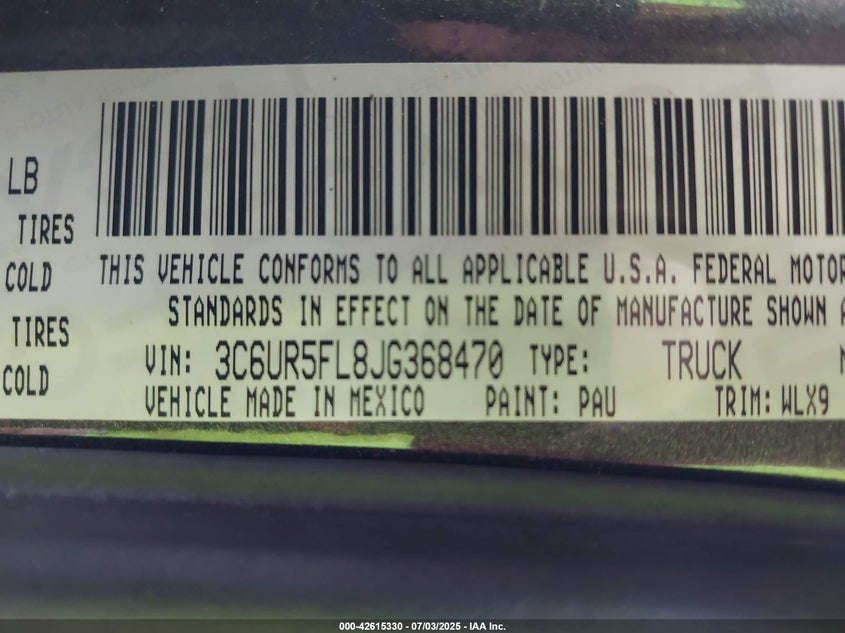 LB
TIRES
COLD
TIRES
COLD
THIS VEHICLE CONFORMS TO ALL APPLICABLE U.S.A. FEDERAL MOTOR
STANDARDS IN EFFECT ON THE DATE OF MANUFACTURE SHOWN
VIN: 3C6UR5FL8JG368470 TYPE: TRUCK
VEHICLE MADE IN MEXICO PAINT: PAU TRIM: WLX9
000-42615330 - 07/03/2025 - IAA Inc.